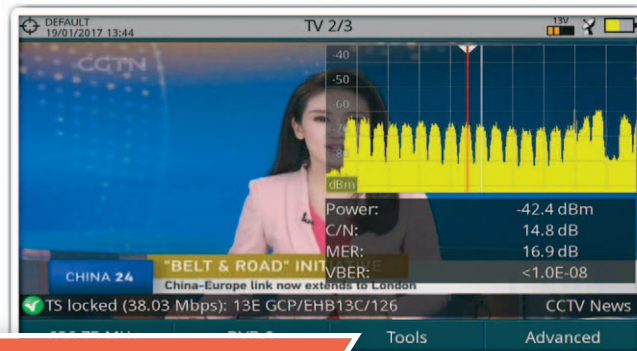 DEFAULT
19/01/2017 13:44
TV 2/3
13V
CGTN
-40
-50
-60
dBm
Power: -42.4 dBm
C/N: 14.8 dB
MER: 16.9 dB
VBER: <1.0E-08
CHINA 24
"BELT & ROAD"
China-Europe link now extends to London
TS locked (38.03 Mbps): 13E GCP/EHB13C/126 CCTV News
Tools Advanced